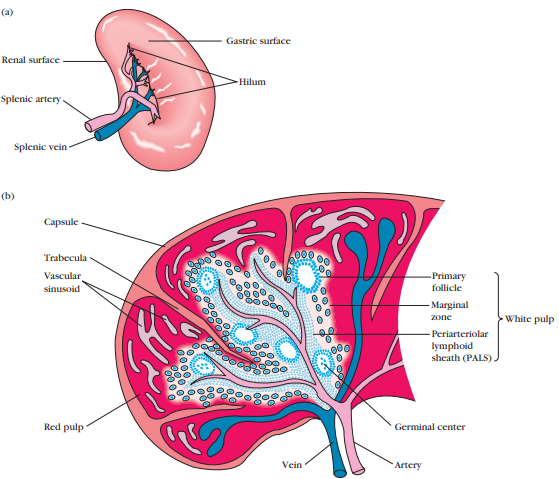 (a)
Gastric surface
Renal surface
Hilum
Splenic artery
Splenic vein
(b)
Capsule
Trabecula
Vascular
sinusoid
Primary
follicle
Marginal
zone
White pulp
Periarteriolar
lymphoid
sheath (PALS)
Red pulp
Germinal center
Vein
Artery